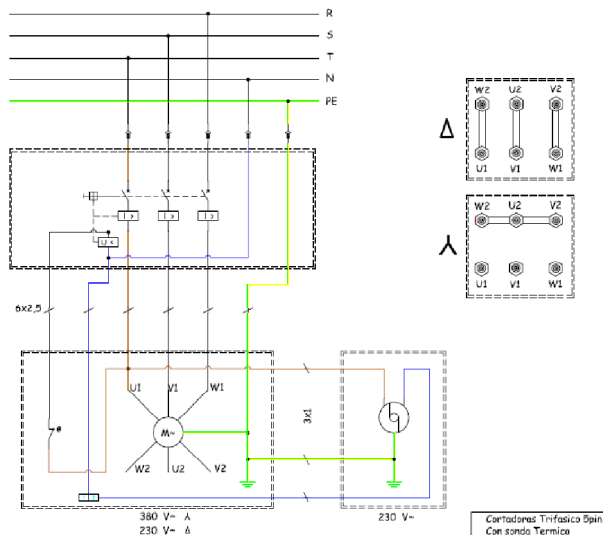 R
S
T
N
PE
W2 U2 V2
Δ
U1 V1 W1
W2 U2 V2
U1 V1 W1
I > I > I >
U <
6x2,5
U1 V1 W1
θ
M~
W2 U2 V2
3x1
380 V~ ⅄
230 V~ Δ
230 V~
Cortadoras Trifasico 5pin
Con sonda Termica